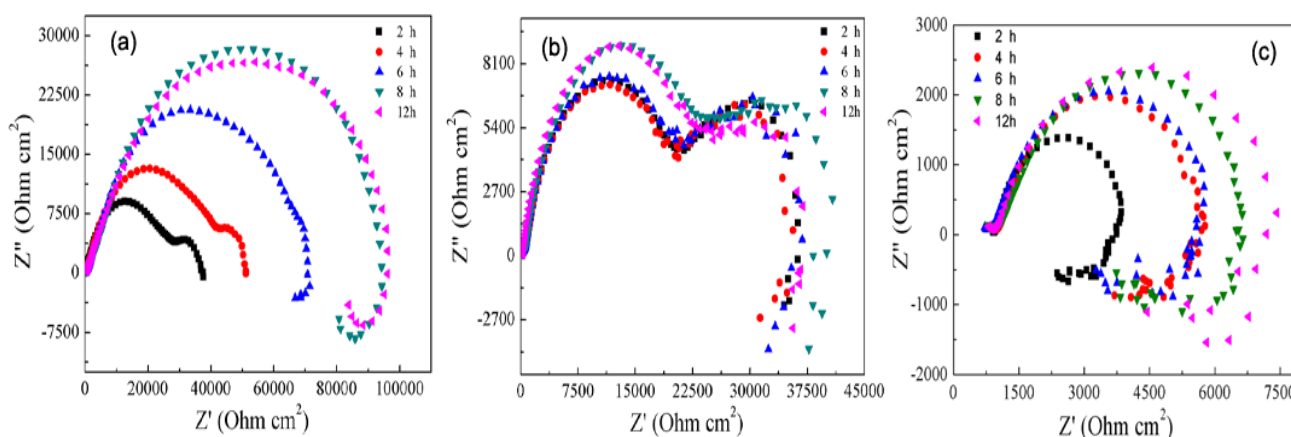 (a)
30000
22500
15000
7500
0
-7500
Z'' (Ohm cm²)
0 20000 40000 60000 80000 100000
Z' (Ohm cm²)
2 h
4 h
6 h
8 h
12h
(b)
8100
5400
2700
0
-2700
Z'' (Ohm cm²)
0 7500 15000 22500 30000 37500 45000
Z' (Ohm cm²)
2 h
4 h
6 h
8 h
12h
(c)
3000
2000
1000
0
-1000
-2000
Z'' (Ohm cm²)
0 1500 3000 4500 6000 7500
Z' (Ohm cm²)
2 h
4 h
6 h
8 h
12h